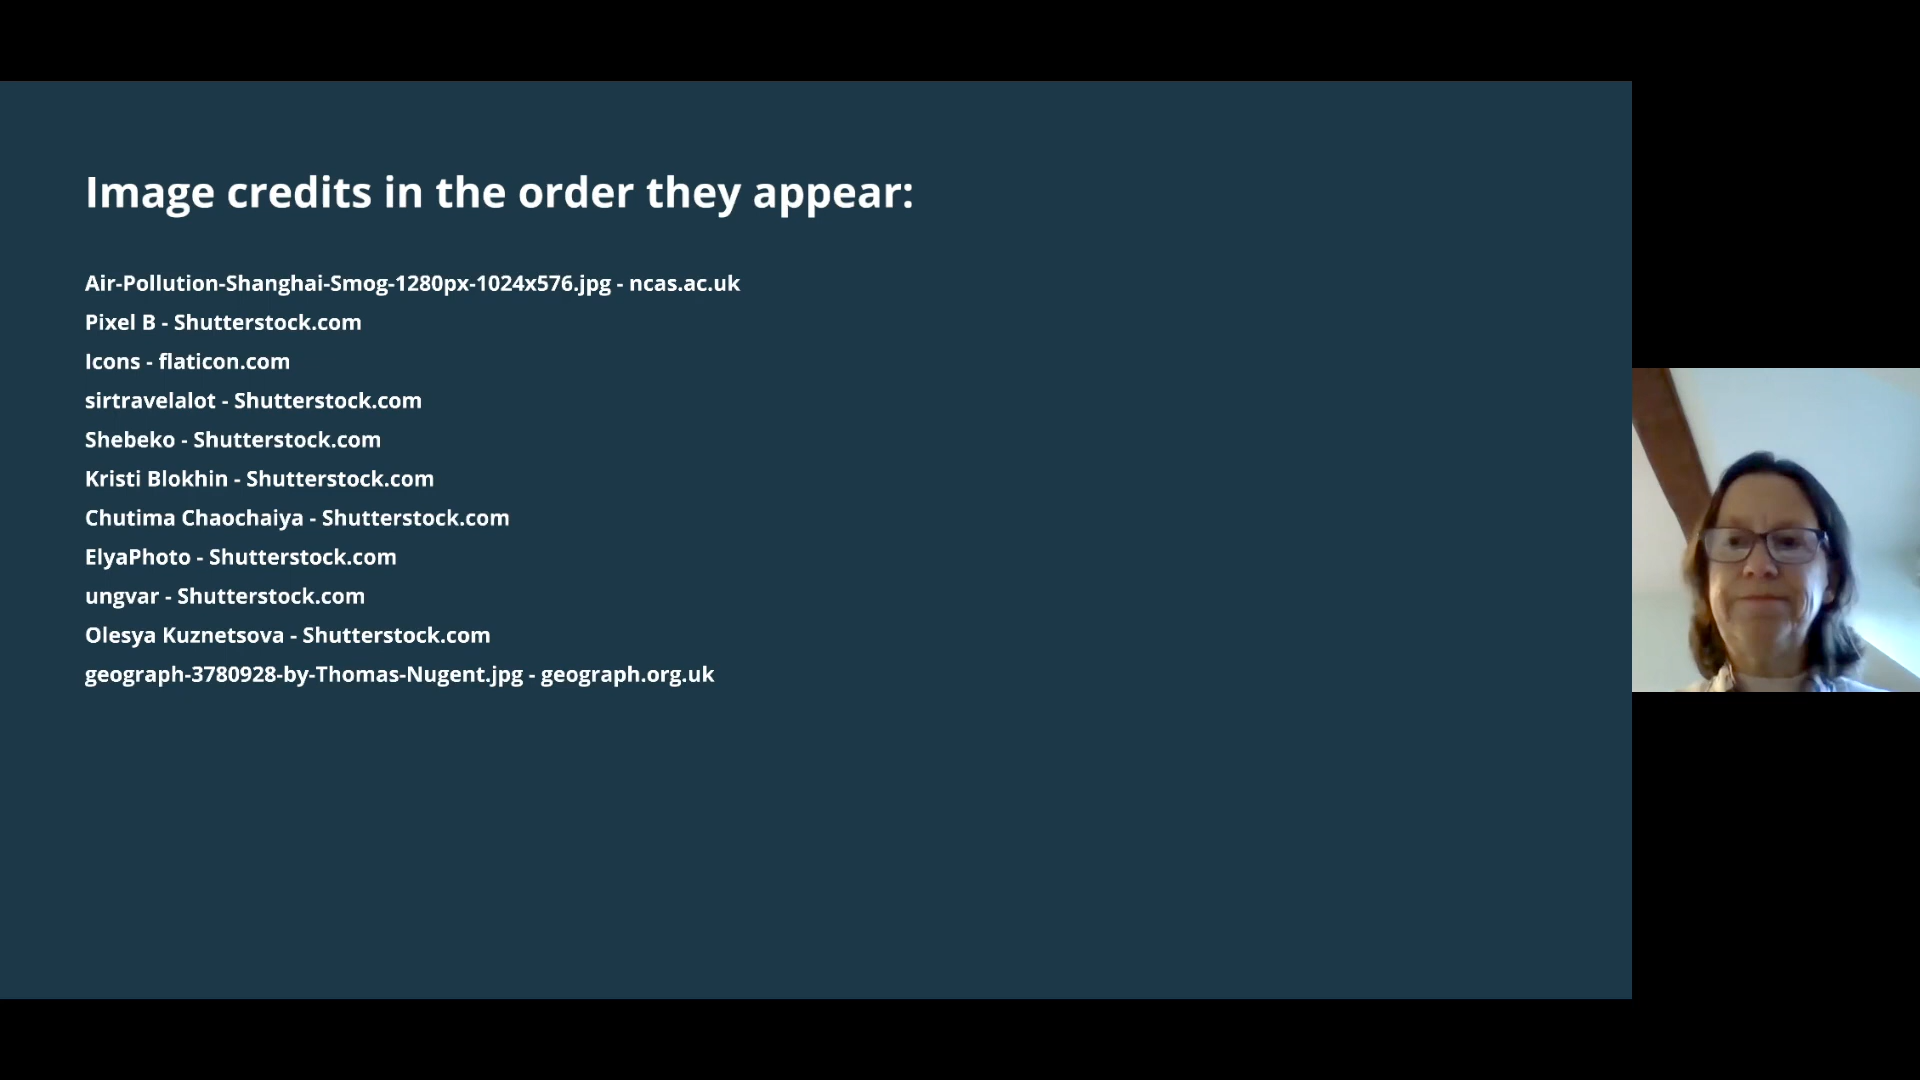 Image credits in the order they appear:
Air-Pollution-Shanghai-Smog-1280px-1024x576.jpg - ncas.ac.uk
Pixel B - Shutterstock.com
Icons - flaticon.com
sirtravelalot - Shutterstock.com
Shebeko - Shutterstock.com
Kristi Blokhin - Shutterstock.com
Chutima Chaochaiya - Shutterstock.com
ElyaPhoto - Shutterstock.com
ungvar - Shutterstock.com
Olesya Kuznetsova - Shutterstock.com
geograph-3780928-by-Thomas-Nugent.jpg - geograph.org.uk